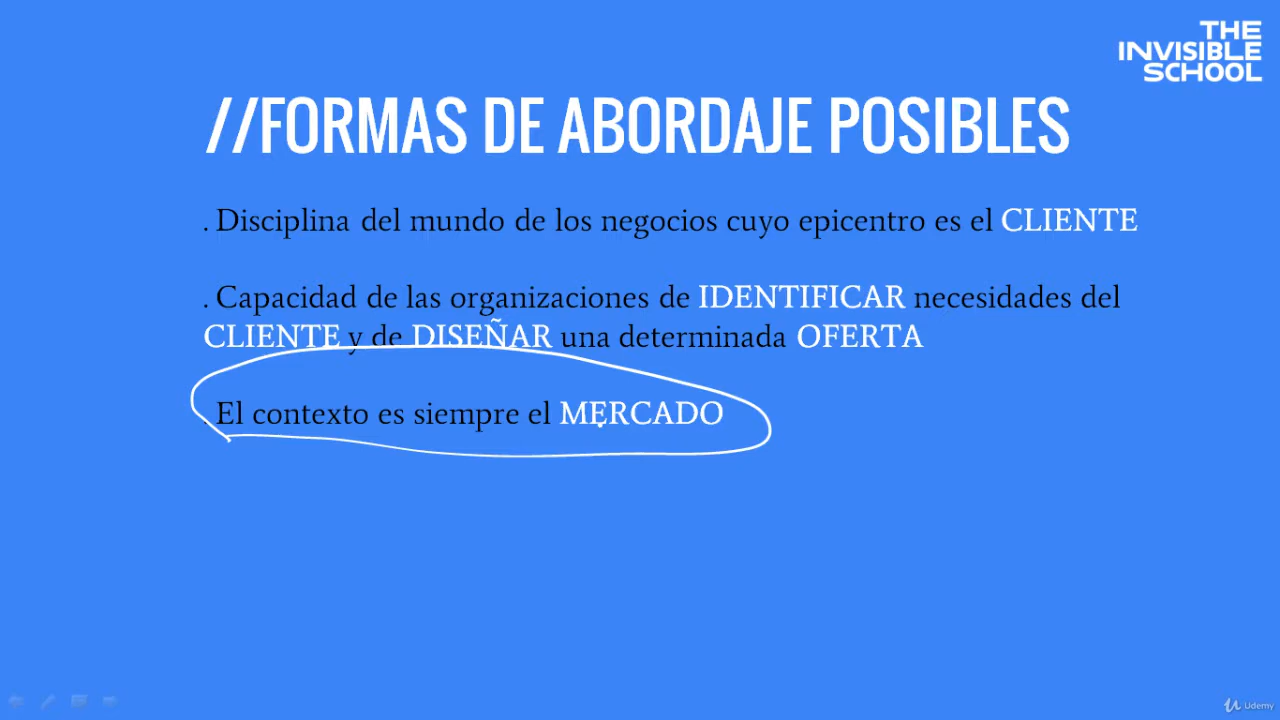 THE
INVISIBLE
SCHOOL
//FORMAS DE ABORDAJE POSIBLES
. Disciplina del mundo de los negocios cuyo epicentro es el CLIENTE
. Capacidad de las organizaciones de IDENTIFICAR necesidades del
CLIENTE y de DISEÑAR una determinada OFERTA
. El contexto es siempre el MERCADO
Udemy